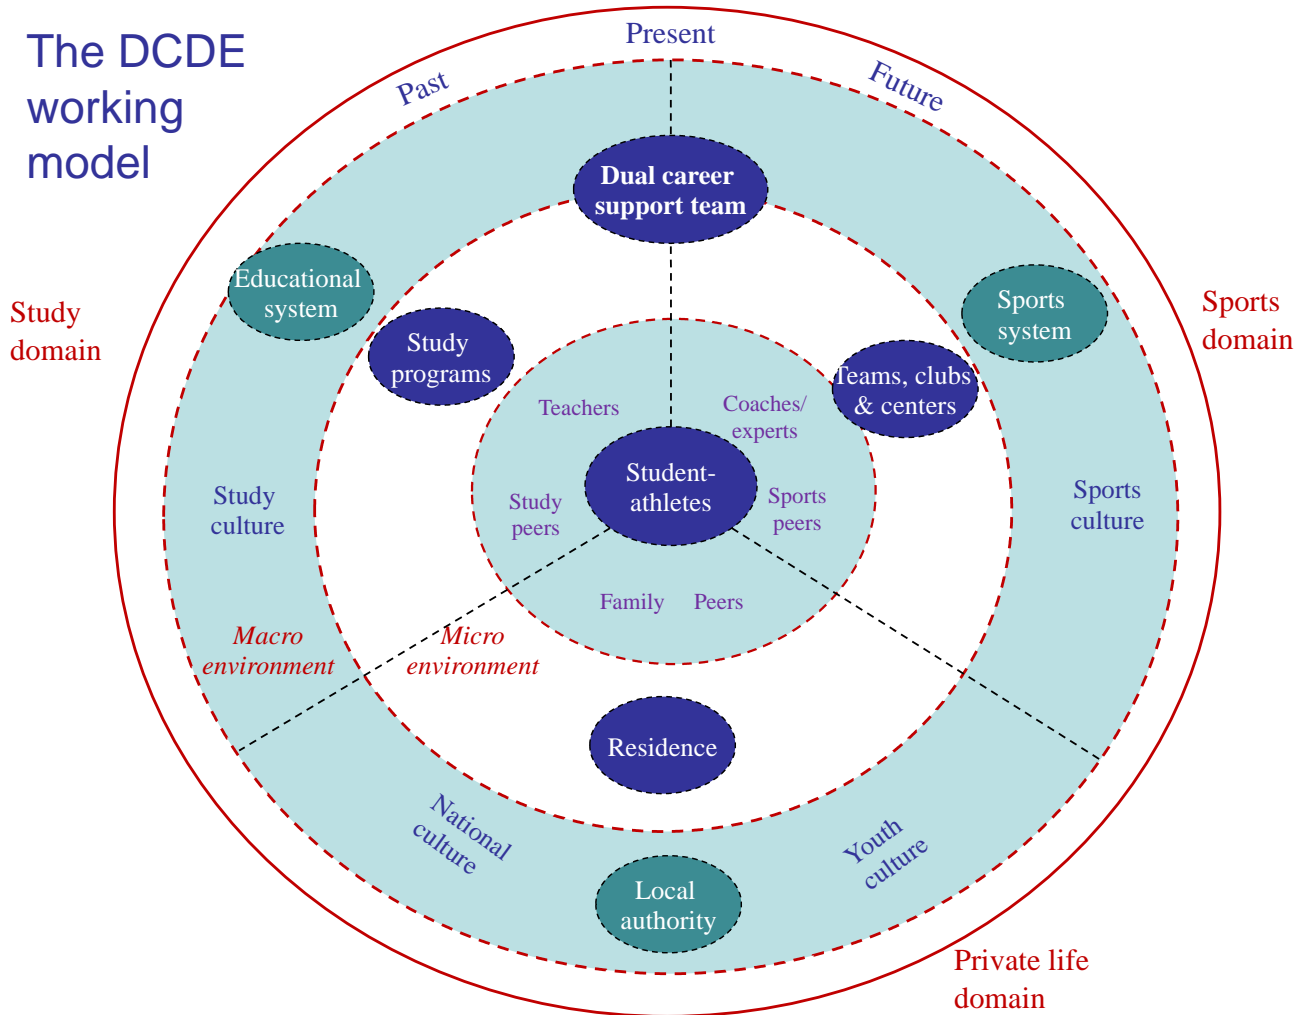 The DCDE
working
model
Present
Past
Future
Dual career
support team
Educational
system
Sports
system
Study
domain
Sports
domain
Study
programs
Teams, clubs
& centers
Teachers
Coaches/
experts
Student-
athletes
Study
culture
Study
peers
Sports
peers
Sports
culture
Family
Peers
Macro
environment
Micro
environment
Residence
National
culture
Youth
culture
Local
authority
Private life
domain